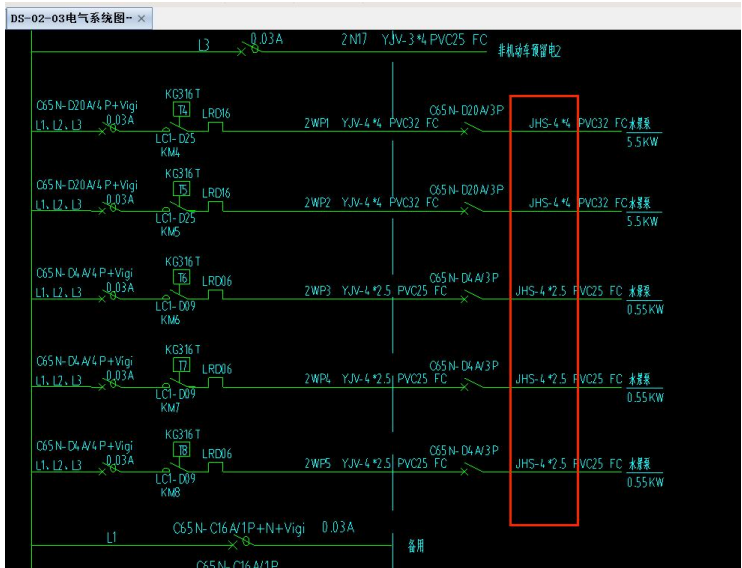 DS-02-03电气系统图-- ×
L3 0.03A 2N17 YJV-3*4 PVC25 FC 非机动车预留电2
KG316T
C65N-D20A/4P+Vigi T4 LRD16 C65N-D20A/3P
L1、L2、L3 0.03A 2WP1 YJV-4*4 PVC32 FC JHS-4*4 PVC32 FC 水景泵
LC1-D25 5.5KW
KM4
KG316T
C65N-D20A/4P+Vigi T5 LRD16 C65N-D20A/3P
L1、L2、L3 0.03A 2WP2 YJV-4*4 PVC32 FC JHS-4*4 PVC32 FC 水景泵
LC1-D25 5.5KW
KM5
KG316T
C65N-D4A/4P+Vigi T6 LRD06 C65N-D4A/3P
L1、L2、L3 0.03A 2WP3 YJV-4*2.5 PVC25 FC JHS-4*2.5 PVC25 FC 水景泵
LC1-D09 0.55KW
KM6
KG316T
C65N-D4A/4P+Vigi T7 LRD06 C65N-D4A/3P
L1、L2、L3 0.03A 2WP4 YJV-4*2.5 PVC25 FC JHS-4*2.5 PVC25 FC 水景泵
LC1-D09 0.55KW
KM7
KG316T
C65N-D4A/4P+Vigi T8 LRD06 C65N-D4A/3P
L1、L2、L3 0.03A 2WP5 YJV-4*2.5 PVC25 FC JHS-4*2.5 PVC25 FC 水景泵
LC1-D09 0.55KW
KM8
C65N-C16A/1P+N+Vigi 0.03A
L1 备用
C65N-C16A/1P